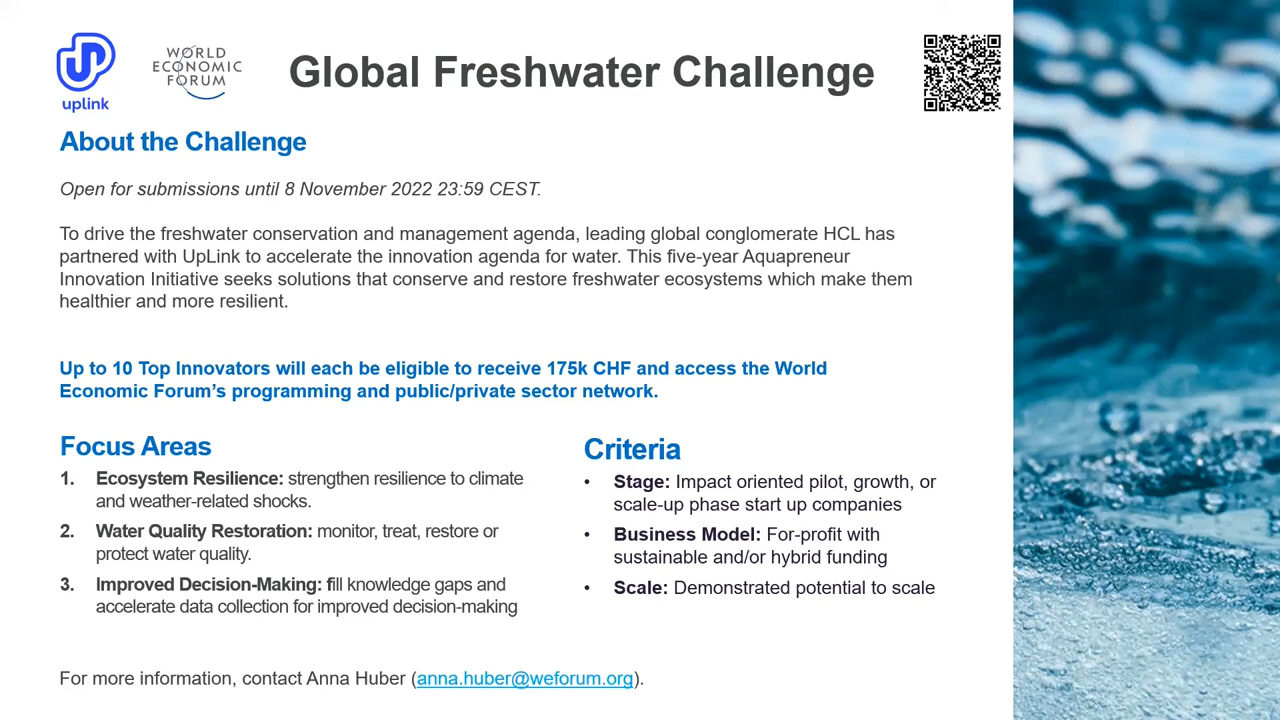 uplink
WORLD
ECONOMIC
FORUM
Global Freshwater Challenge
About the Challenge
Open for submissions until 8 November 2022 23:59 CEST.
To drive the freshwater conservation and management agenda, leading global conglomerate HCL has
partnered with UpLink to accelerate the innovation agenda for water. This five-year Aquapreneur
Innovation Initiative seeks solutions that conserve and restore freshwater ecosystems which make them
healthier and more resilient.
Up to 10 Top Innovators will each be eligible to receive 175k CHF and access the World
Economic Forum’s programming and public/private sector network.
Focus Areas
1. Ecosystem Resilience: strengthen resilience to climate
and weather-related shocks.
2. Water Quality Restoration: monitor, treat, restore or
protect water quality.
3. Improved Decision-Making: fill knowledge gaps and
accelerate data collection for improved decision-making
Criteria
• Stage: Impact oriented pilot, growth, or
scale-up phase start up companies
• Business Model: For-profit with
sustainable and/or hybrid funding
• Scale: Demonstrated potential to scale
For more information, contact Anna Huber (anna.huber@weforum.org).